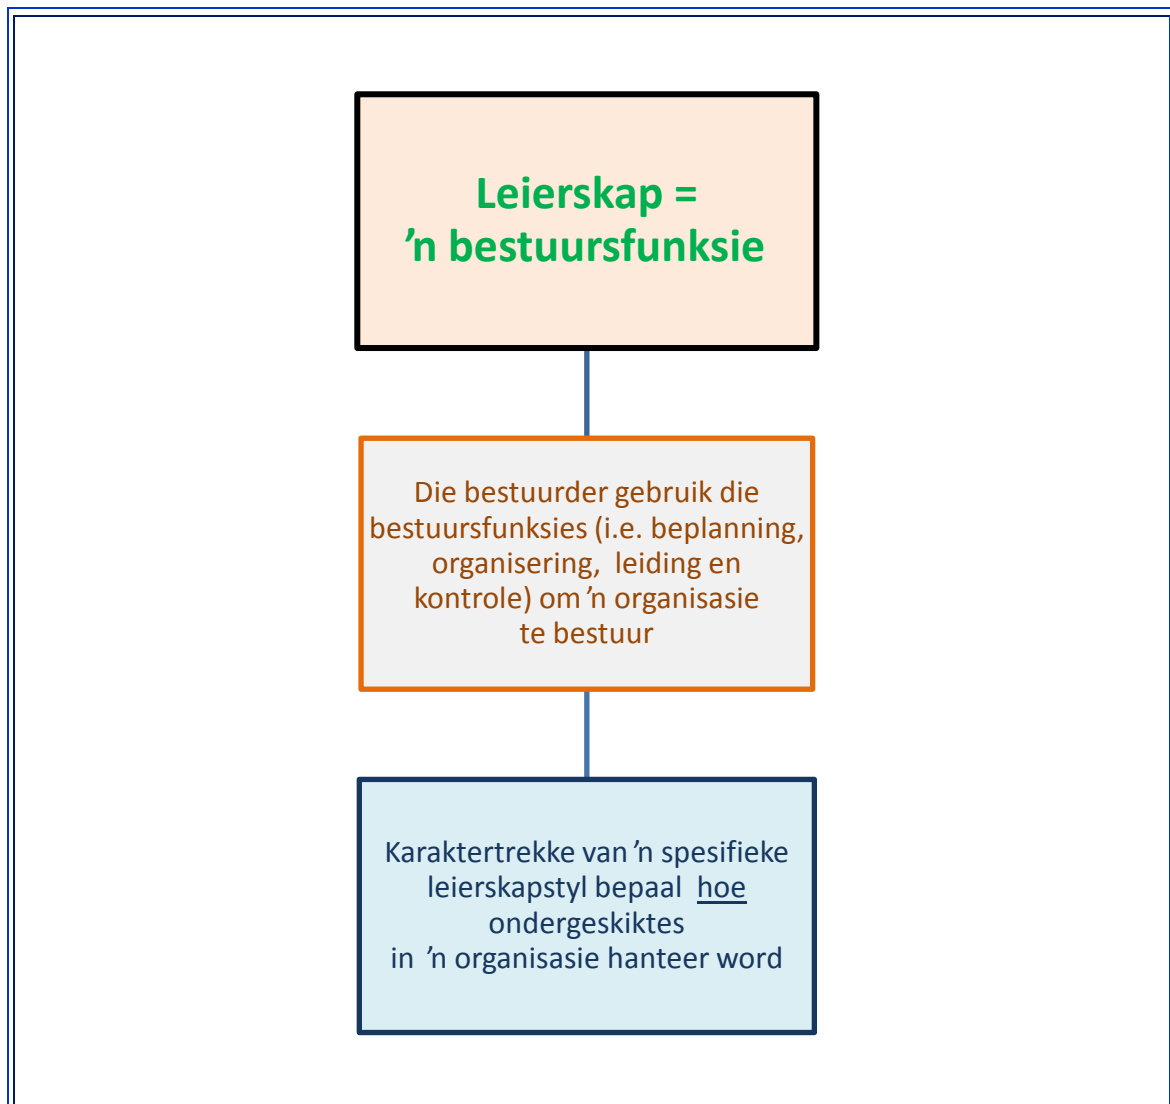 Leierskap =
’n bestuursfunksie
Die bestuurder gebruik die
bestuursfunksies (i.e. beplanning,
organisering, leiding en
kontrole) om ’n organisasie
te bestuur
Karaktertrekke van ’n spesifieke
leierskapstyl bepaal hoe
ondergeskiktes
in ’n organisasie hanteer word